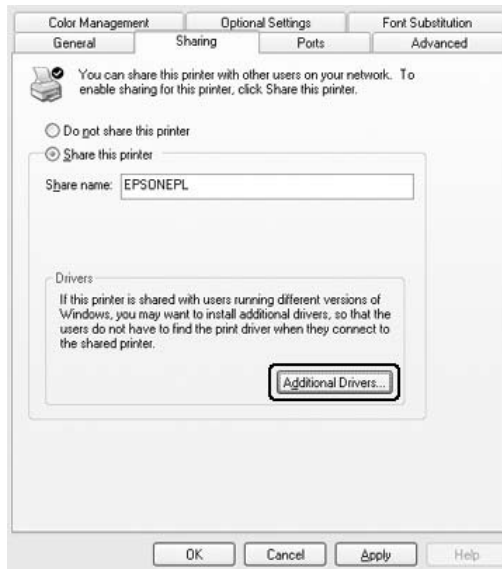 Color Management Optional Settings Font Substitution
General Sharing Ports Advanced
You can share this printer with other users on your network. To
enable sharing for this printer, click Share this printer.
Do not share this printer
Share this printer
Share name: EPSONEPL
Drivers
If this printer is shared with users running different versions of
Windows, you may want to install additional drivers, so that the
users do not have to find the print driver when they connect to
the shared printer.
Additional Drivers...
OK Cancel Apply Help